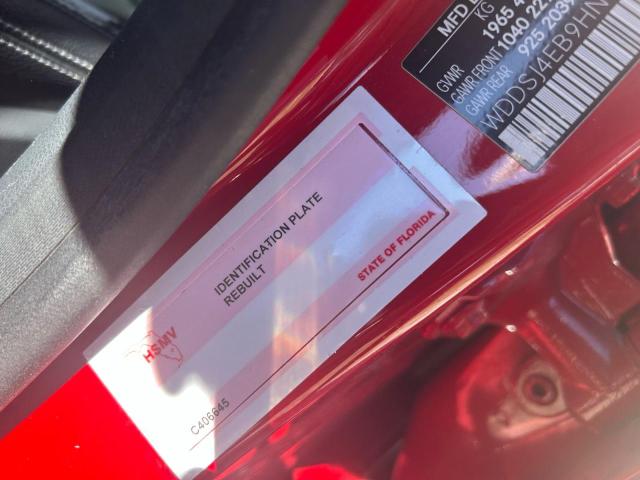 MFD
KG
GVWR 1965
GAWR FRONT 1040
GAWR REAR 925
WDDSJ4EB9HN
IDENTIFICATION PLATE
REBUILT
STATE OF FLORIDA
HSMV
C406645